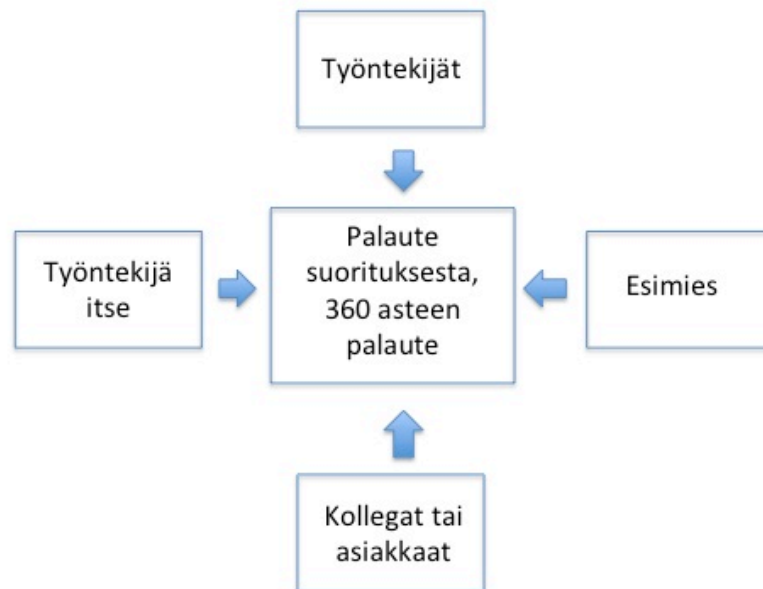 Työntekijät
Työntekijä
itse
Palaute
suorituksesta,
360 asteen
palaute
Esimies
Kollegat tai
asiakkaat